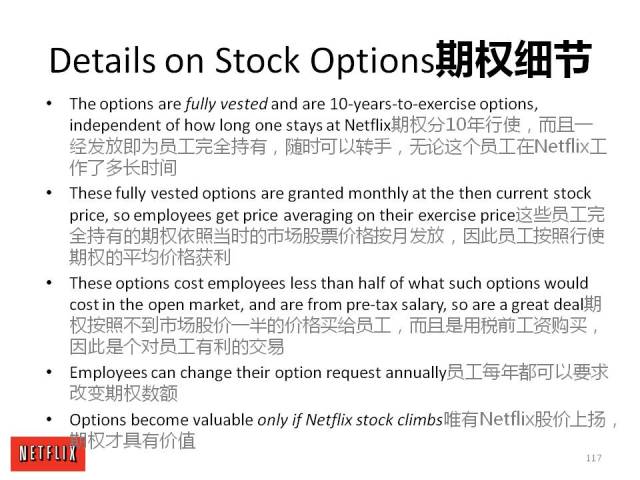 Details on Stock Options期权细节
• The options are fully vested and are 10-years-to-exercise options,
independent of how long one stays at Netflix期权分10年行使，而且一
经发放即为员工完全持有，随时可以转手，无论这个员工在Netflix工
作了多长时间
• These fully vested options are granted monthly at the then current stock
price, so employees get price averaging on their exercise price这些员工完
全持有的期权依照当时的市场股票价格按月发放，因此员工按照行使
期权的平均价格获利
• These options cost employees less than half of what such options would
cost in the open market, and are from pre-tax salary, so are a great deal期
权按照不到市场股价一半的价格买给员工，而且是用税前工资购买，
因此是个对员工有利的交易
• Employees can change their option request annually员工每年都可以要求
改变期权数额
• Options become valuable only if Netflix stock climbs唯有Netflix股价上扬，
期权才具有价值
NETFLIX
117